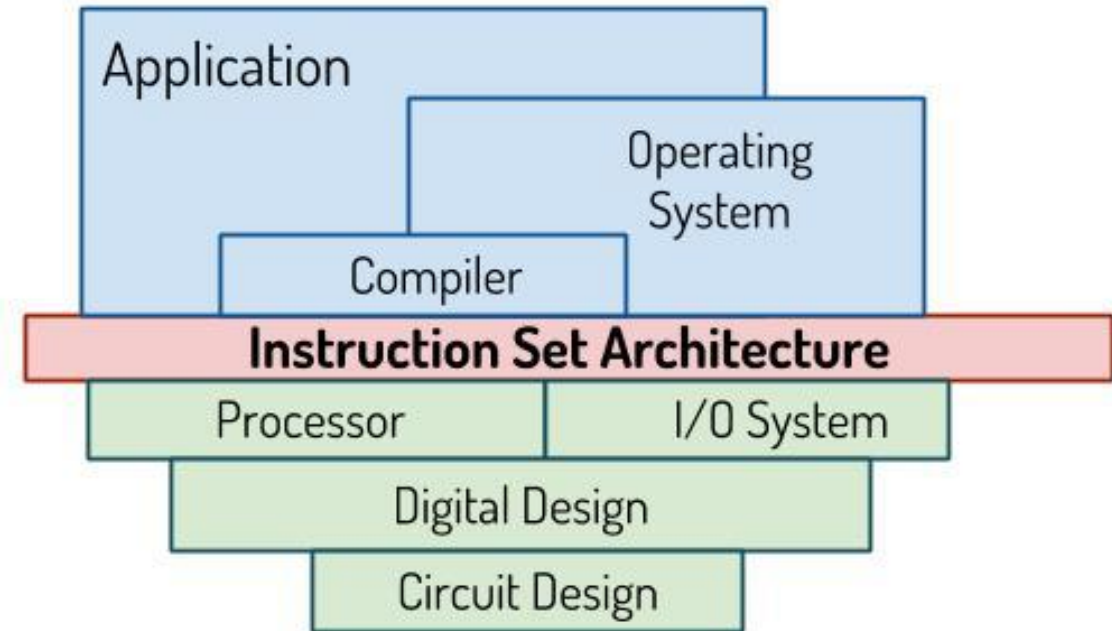 Application
Operating
System
Compiler
Instruction Set Architecture
Processor
I/O System
Digital Design
Circuit Design